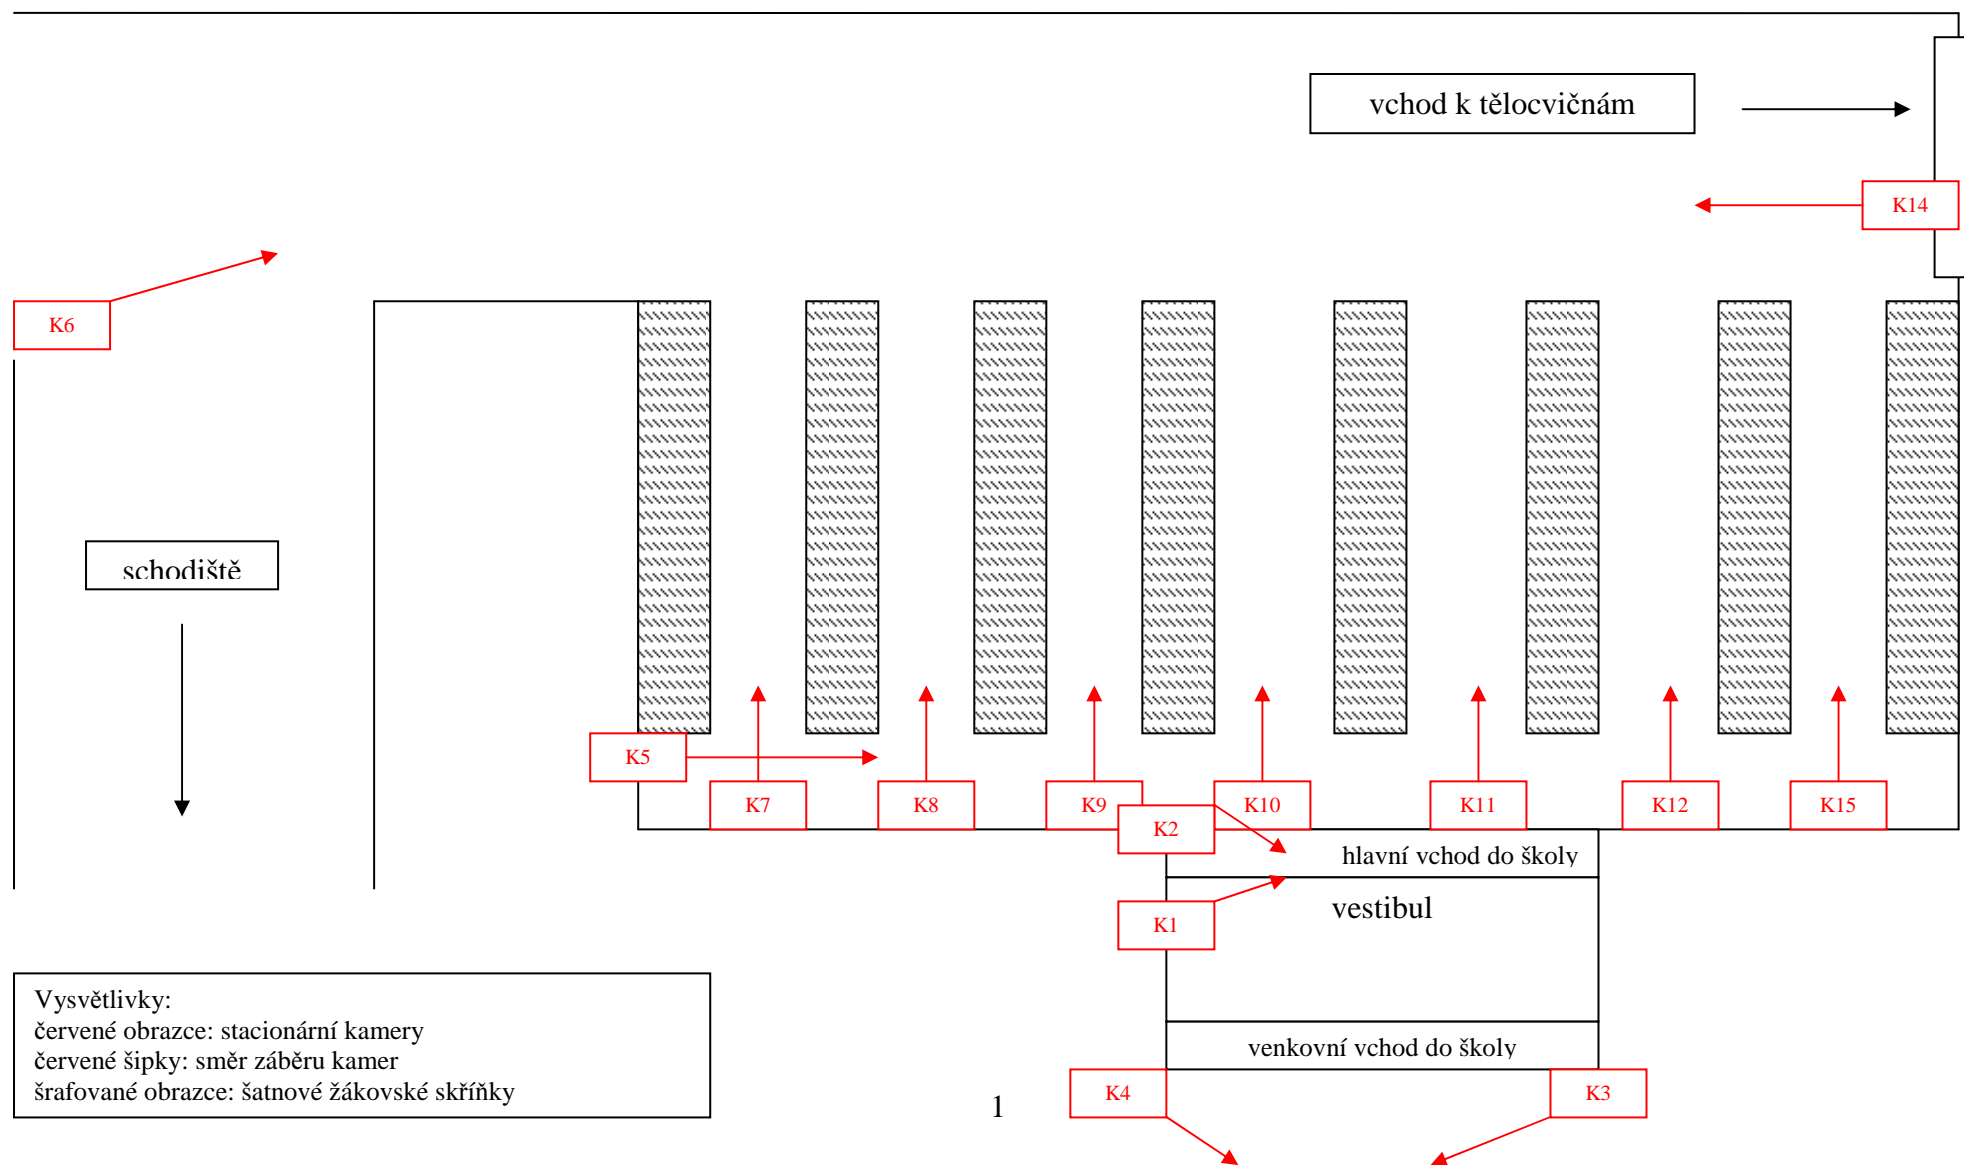 vchod k tělocvičnám
K14
K6
schodiště
K5
K7
K8
K9
K10
K11
K12
K15
K2
hlavní vchod do školy
K1
vestibul
Vysvětlivky:
červené obrazce: stacionární kamery
červené šipky: směr záběru kamer
šrafované obrazce: šatnové žákovské skříňky
venkovní vchod do školy
K4
K3
1